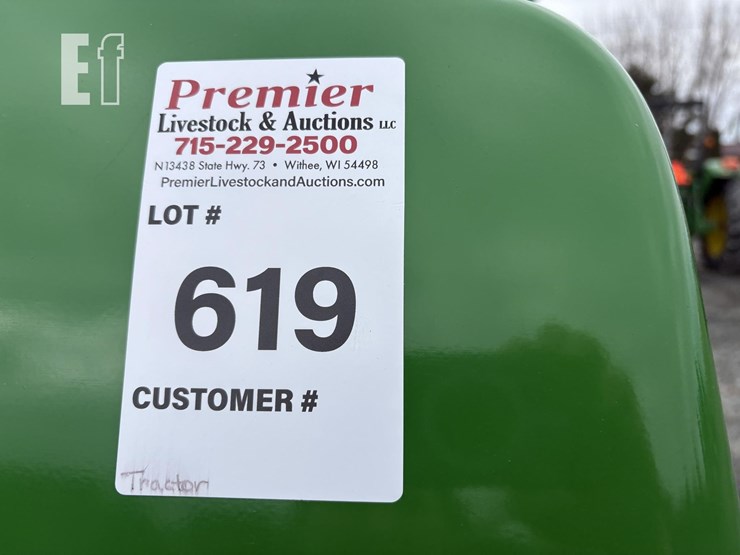 Ef
Premier
Livestock & Auctions LLC
715-229-2500
N13438 State Hwy. 73 • Withee, WI 54498
PremierLivestockandAuctions.com
LOT #
619
CUSTOMER #
Tractor